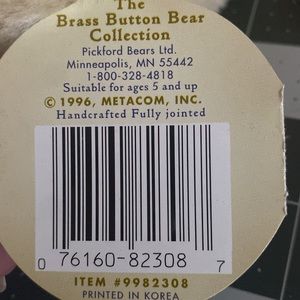 The
Brass Button Bear
Collection
Pickford Bears Ltd.
Minneapolis, MN 55442
1-800-328-4818
Suitable for ages 5 and up
© 1996, METACOM, INC.
Handcrafted Fully jointed
0 76160-82308 7
ITEM #9982308
PRINTED IN KOREA